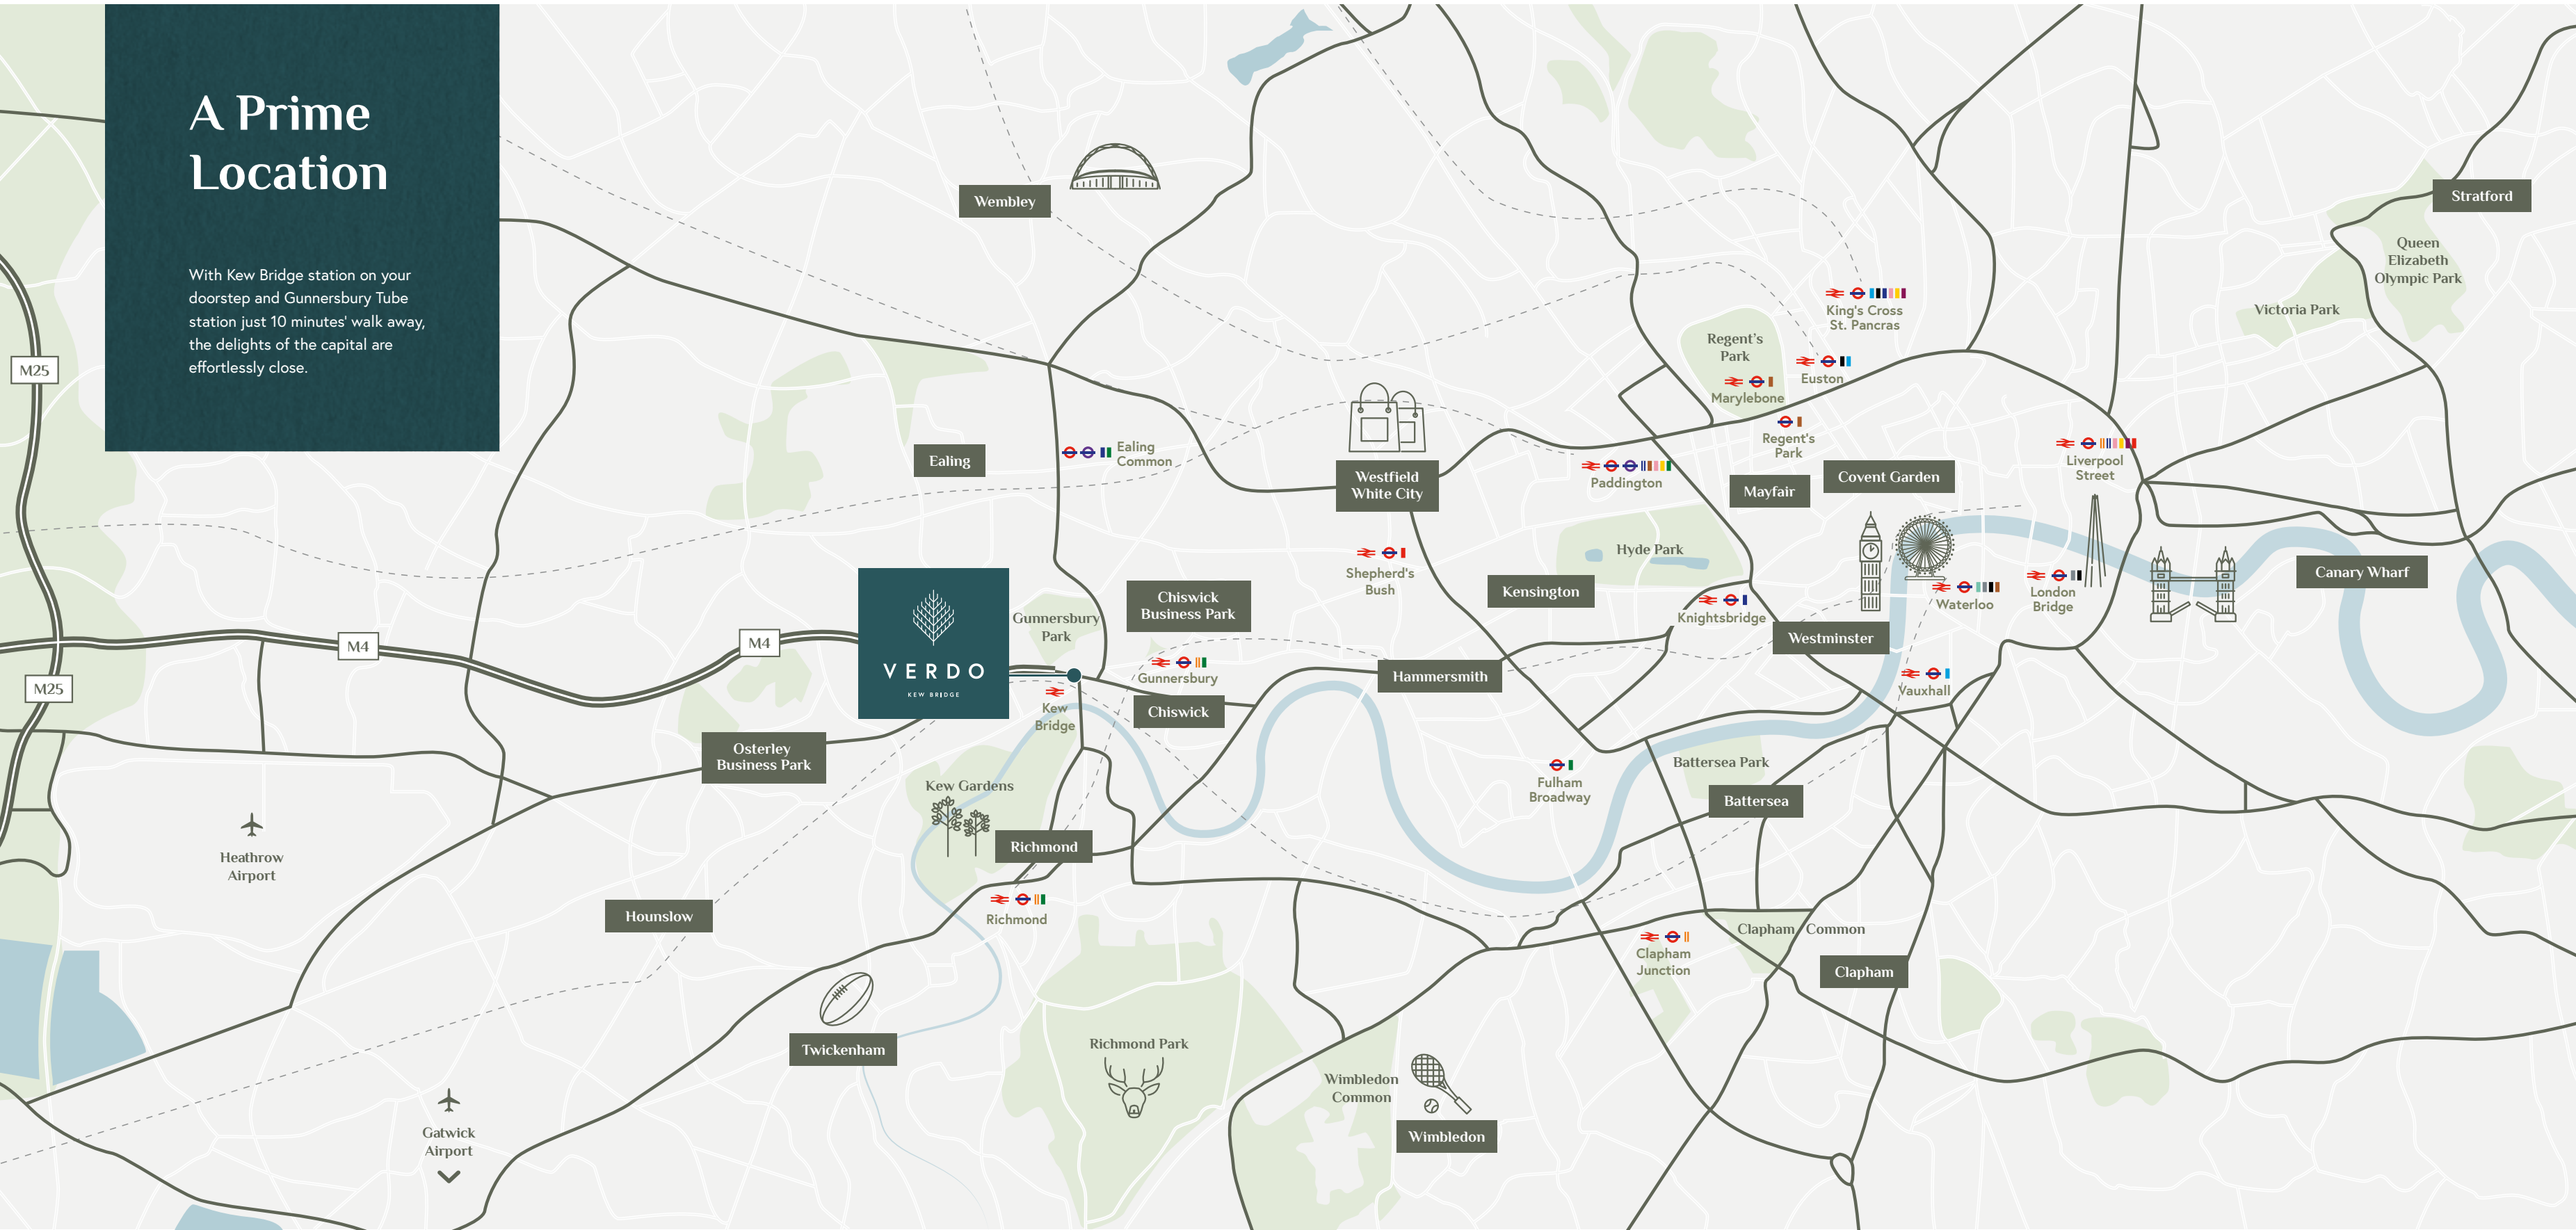 A Prime
Location
With Kew Bridge station on your
doorstep and Gunnersbury Tube
station just 10 minutes' walk away,
the delights of the capital are
effortlessly close.
M25
M25
M4
M4
Wembley
Stratford
Queen
Elizabeth
Olympic Park
Victoria Park
King's Cross
St. Pancras
Regent's
Park
Euston
Marylebone
Regent's
Park
Ealing
Ealing
Common
Westfield
White City
Paddington
Mayfair
Covent Garden
Liverpool
Street
Hyde Park
Shepherd's
Bush
Kensington
Knightsbridge
Westminster
Waterloo
London
Bridge
Canary Wharf
VERDO
KEW BRIDGE
Gunnersbury
Park
Chiswick
Business Park
Gunnersbury
Chiswick
Kew
Bridge
Hammersmith
Vauxhall
Osterley
Business Park
Kew Gardens
Fulham
Broadway
Battersea Park
Battersea
Heathrow
Airport
Richmond
Richmond
Hounslow
Clapham Common
Clapham
Junction
Clapham
Twickenham
Richmond Park
Wimbledon
Common
Wimbledon
Gatwick
Airport